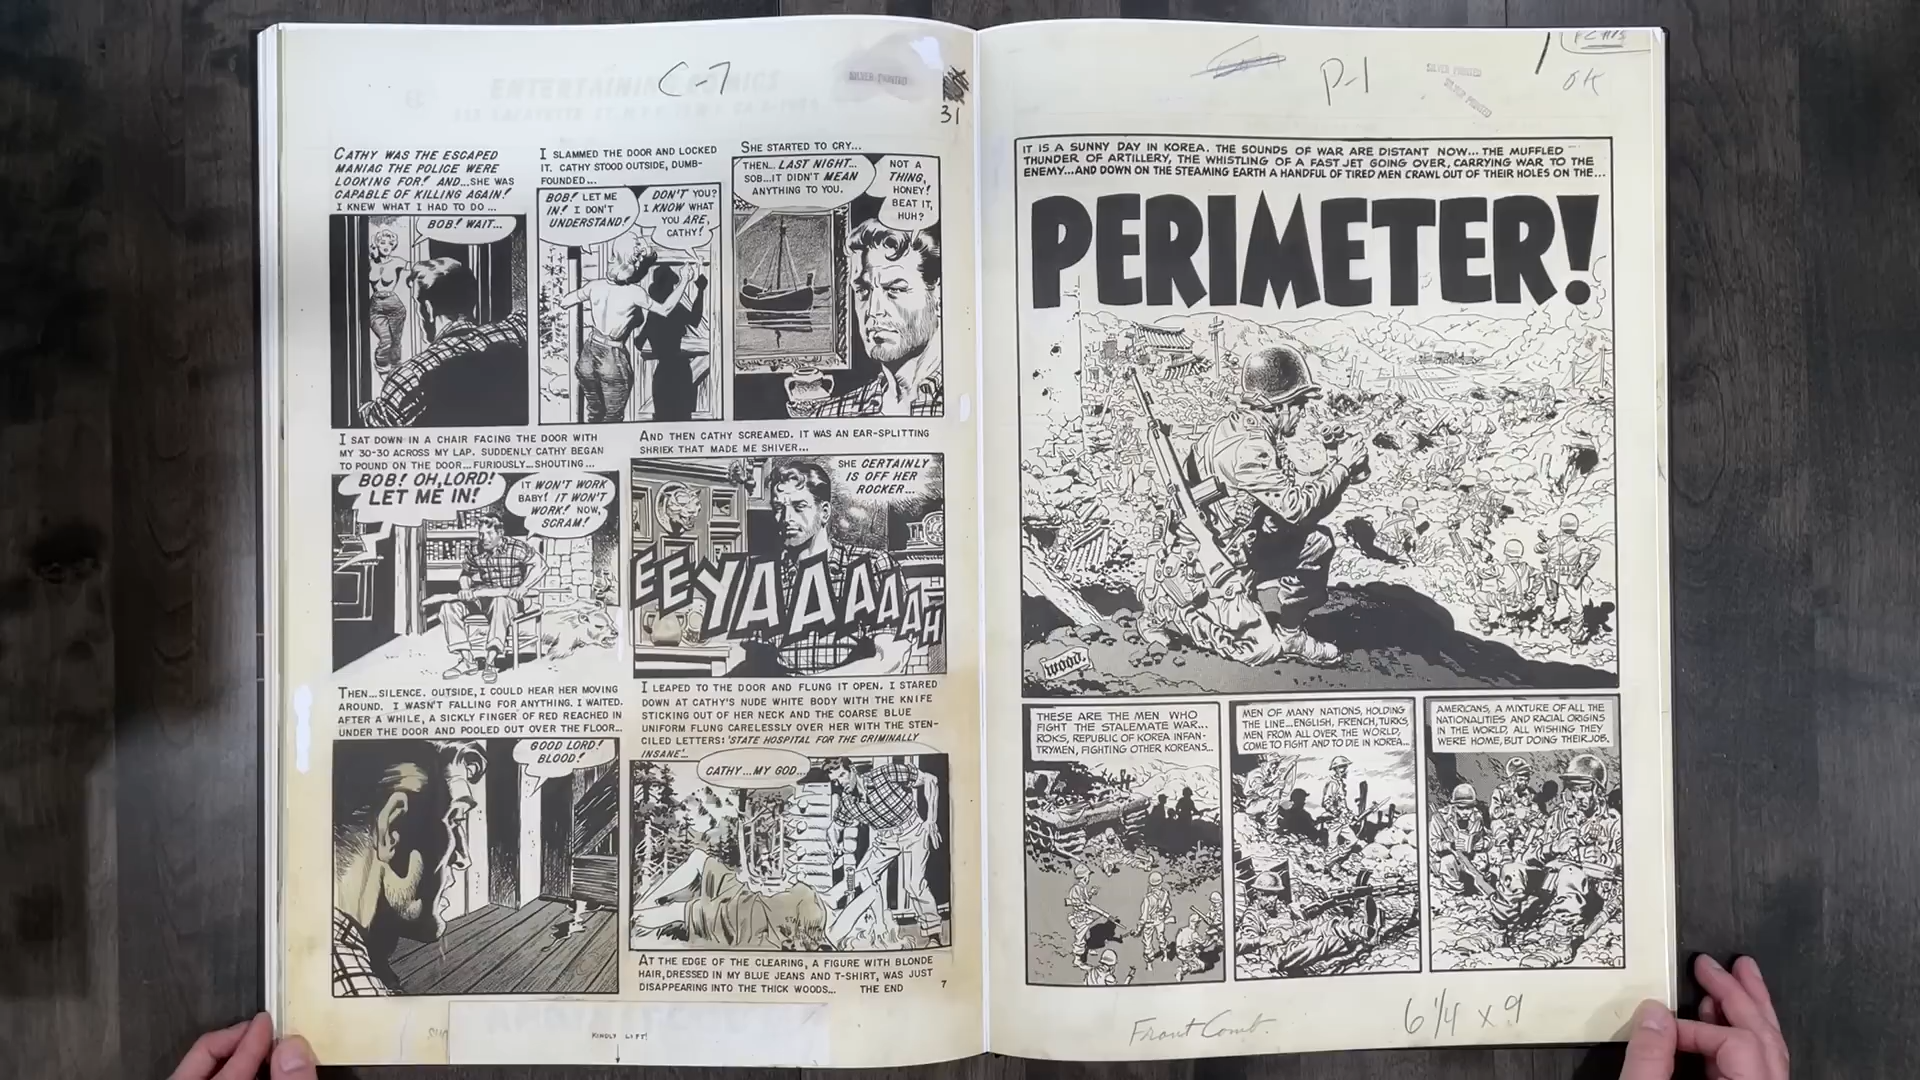 ENTERTAINING COMICS
C-7
SILVER PRINTED
31
CATHY WAS THE ESCAPED
MANIAC THE POLICE WERE
LOOKING FOR! AND...SHE WAS
CAPABLE OF KILLING AGAIN!
I KNEW WHAT I HAD TO DO...
BOB! WAIT...
I SLAMMED THE DOOR AND LOCKED
IT. CATHY STOOD OUTSIDE, DUMB-
FOUNDED...
BOB! LET ME
IN! I DON'T
UNDERSTAND!
DON'T YOU?
I KNOW WHAT
YOU ARE,
CATHY!
SHE STARTED TO CRY...
THEN... LAST NIGHT...
SOB...IT DIDN'T MEAN
ANYTHING TO YOU.
NOT A
THING,
HONEY!
BEAT IT,
HUH?
I SAT DOWN IN A CHAIR FACING THE DOOR WITH
MY 30-30 ACROSS MY LAP. SUDDENLY CATHY BEGAN
TO POUND ON THE DOOR...FURIOUSLY...SHOUTING...
BOB! OH, LORD!
LET ME IN!
IT WON'T WORK
BABY! IT WON'T
WORK! NOW,
SCRAM!
AND THEN CATHY SCREAMED. IT WAS AN EAR-SPLITTING
SHRIEK THAT MADE ME SHIVER...
SHE CERTAINLY
IS OFF HER
ROCKER...
EEYAAAAAH
THEN...SILENCE. OUTSIDE, I COULD HEAR HER MOVING
AROUND. I WASN'T FALLING FOR ANYTHING. I WAITED.
AFTER A WHILE, A SICKLY FINGER OF RED REACHED IN
UNDER THE DOOR AND POOLED OUT OVER THE FLOOR...
GOOD LORD!
BLOOD!
I LEAPED TO THE DOOR AND FLUNG IT OPEN. I STARED
DOWN AT CATHY'S NUDE WHITE BODY WITH THE KNIFE
STICKING OUT OF HER NECK AND THE COARSE BLUE
UNIFORM FLUNG CARELESSLY OVER HER WITH THE STEN-
CILED LETTERS: 'STATE HOSPITAL FOR THE CRIMINALLY
INSANE'...
CATHY...MY GOD...
AT THE EDGE OF THE CLEARING, A FIGURE WITH BLONDE
HAIR, DRESSED IN MY BLUE JEANS AND T-SHIRT, WAS JUST
DISAPPEARING INTO THE THICK WOODS... THE END
7
KINDLY LIFT!
P-1
SILVER PRINTED
SILVER PRINTED
OK
IT IS A SUNNY DAY IN KOREA. THE SOUNDS OF WAR ARE DISTANT NOW... THE MUFFLED
THUNDER OF ARTILLERY, THE WHISTLING OF A FAST JET GOING OVER, CARRYING WAR TO THE
ENEMY...AND DOWN ON THE STEAMING EARTH A HANDFUL OF TIRED MEN CRAWL OUT OF THEIR HOLES ON THE...
PERIMETER!
WOOD.
THESE ARE THE MEN WHO
FIGHT THE STALEMATE WAR...
ROKS, REPUBLIC OF KOREA INFAN-
TRYMEN, FIGHTING OTHER KOREANS...
MEN OF MANY NATIONS, HOLDING
THE LINE...ENGLISH, FRENCH, TURKS,
MEN FROM ALL OVER THE WORLD,
COME TO FIGHT AND TO DIE IN KOREA...
AMERICANS, A MIXTURE OF ALL THE
NATIONALITIES AND RACIAL ORIGINS
IN THE WORLD, ALL WISHING THEY
WERE HOME, BUT DOING THEIR JOB.
1
Front Comb.
6 1/4 x 9